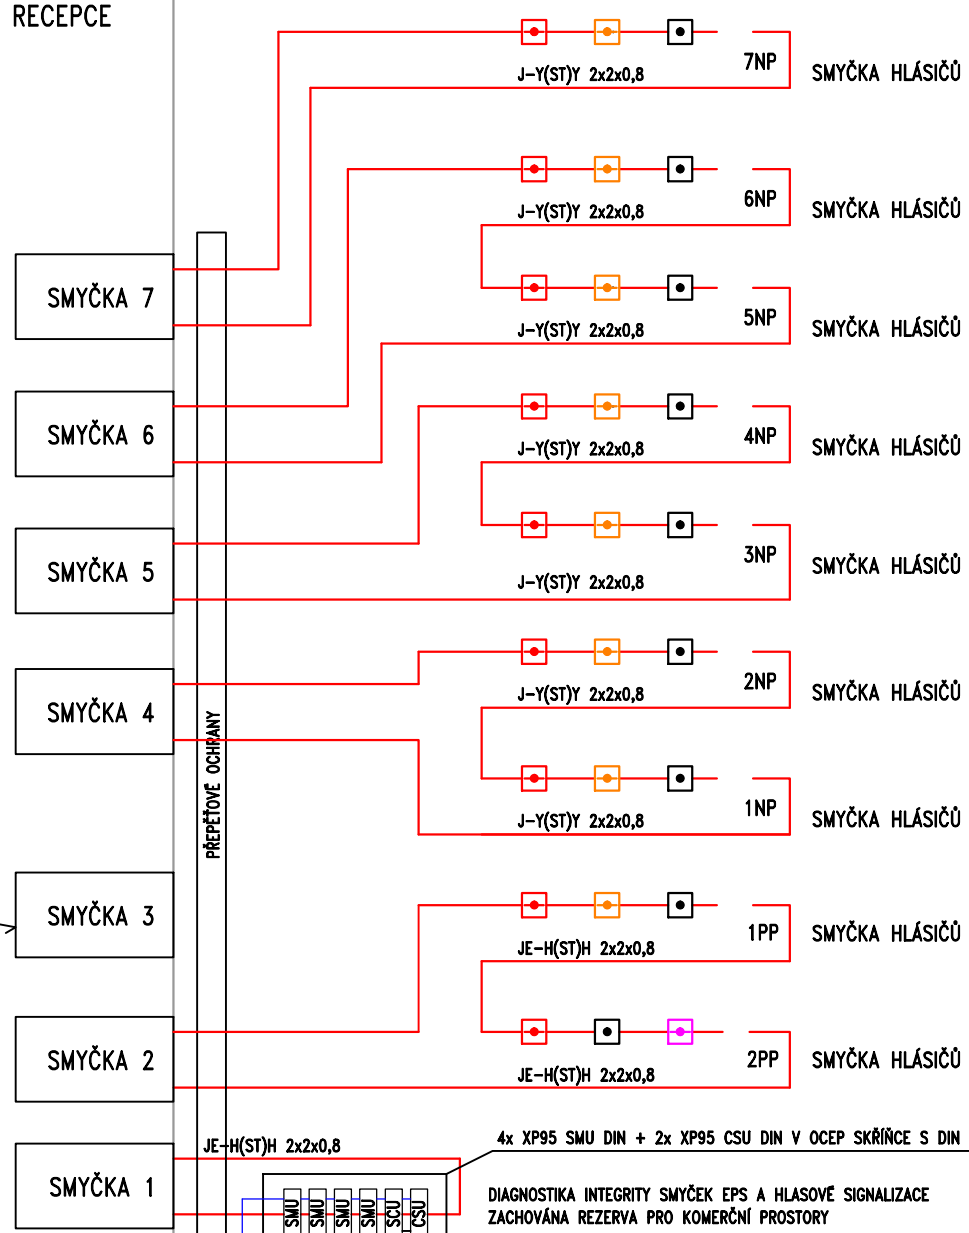 RECEPCE
7NP
J-Y(ST)Y 2x2x0,8
SMYČKA HLÁSIČŮ
6NP
J-Y(ST)Y 2x2x0,8
SMYČKA HLÁSIČŮ
SMYČKA 7
5NP
J-Y(ST)Y 2x2x0,8
SMYČKA HLÁSIČŮ
SMYČKA 6
4NP
J-Y(ST)Y 2x2x0,8
SMYČKA HLÁSIČŮ
SMYČKA 5
3NP
J-Y(ST)Y 2x2x0,8
SMYČKA HLÁSIČŮ
SMYČKA 4
2NP
J-Y(ST)Y 2x2x0,8
SMYČKA HLÁSIČŮ
PŘEPĚŤOVÉ OCHRANY
1NP
J-Y(ST)Y 2x2x0,8
SMYČKA HLÁSIČŮ
SMYČKA 3
1PP
JE-H(ST)H 2x2x0,8
SMYČKA HLÁSIČŮ
SMYČKA 2
2PP
JE-H(ST)H 2x2x0,8
SMYČKA HLÁSIČŮ
JE-H(ST)H 2x2x0,8
4x XP95 SMU DIN + 2x XP95 CSU DIN V OCEP SKŘÍŇCE S DIN
SMYČKA 1
SMU
SMU
SMU
SMU
SCU
CSU
DIAGNOSTIKA INTEGRITY SMYČEK EPS A HLASOVÉ SIGNALIZACE
ZACHOVÁNA REZERVA PRO KOMERČNÍ PROSTORY